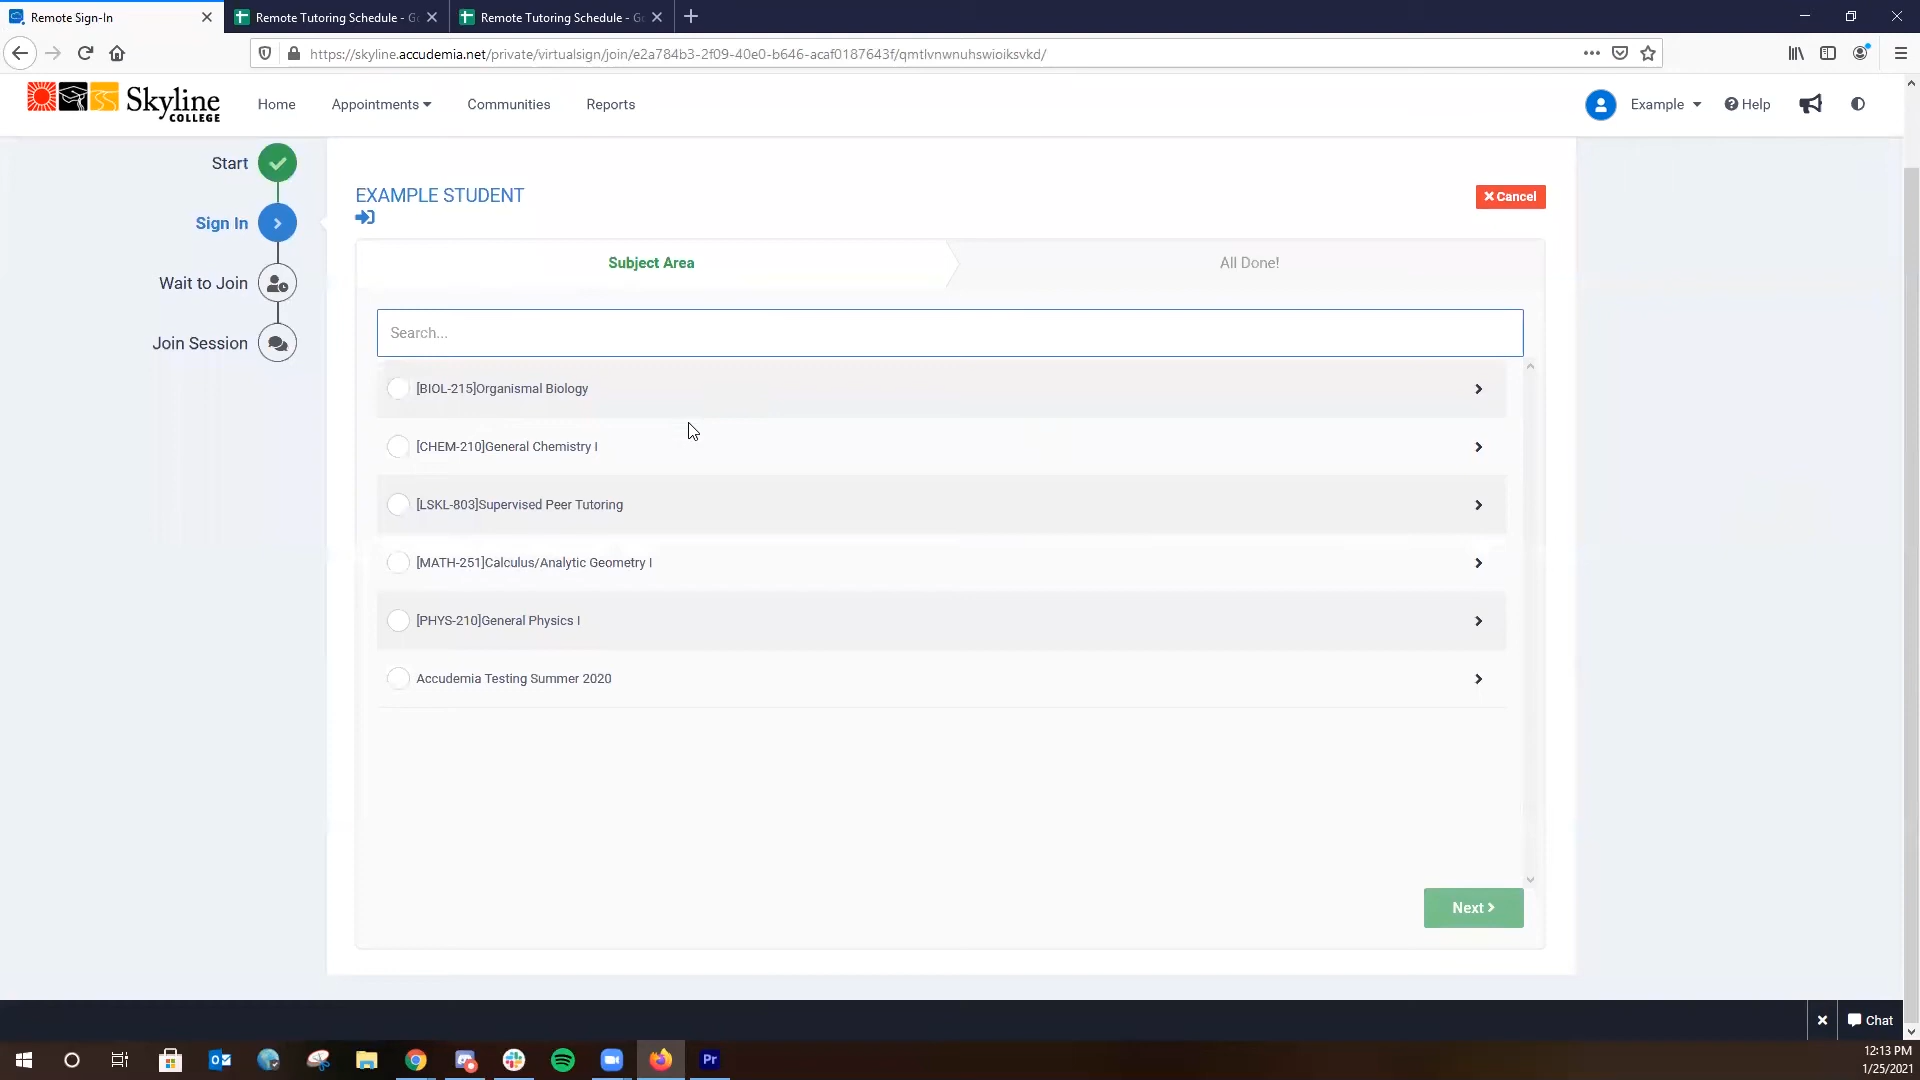 Remote Sign-In
Remote Tutoring Schedule - Go
Remote Tutoring Schedule - Go
https://skyline.accudemia.net/private/virtualsign/join/e2a784b3-2f09-40e0-b646-acaf0187643f/qmtlvnwnuhswioiksvkd/
Skyline COLLEGE
Home
Appointments
Communities
Reports
Example
Help
Start
Sign In
Wait to Join
Join Session
EXAMPLE STUDENT
Cancel
Subject Area
All Done!
Search...
[BIOL-215]Organismal Biology
[CHEM-210]General Chemistry I
[LSKL-803]Supervised Peer Tutoring
[MATH-251]Calculus/Analytic Geometry I
[PHYS-210]General Physics I
Accudemia Testing Summer 2020
Next
Chat
Pr
12:13 PM
1/25/2021